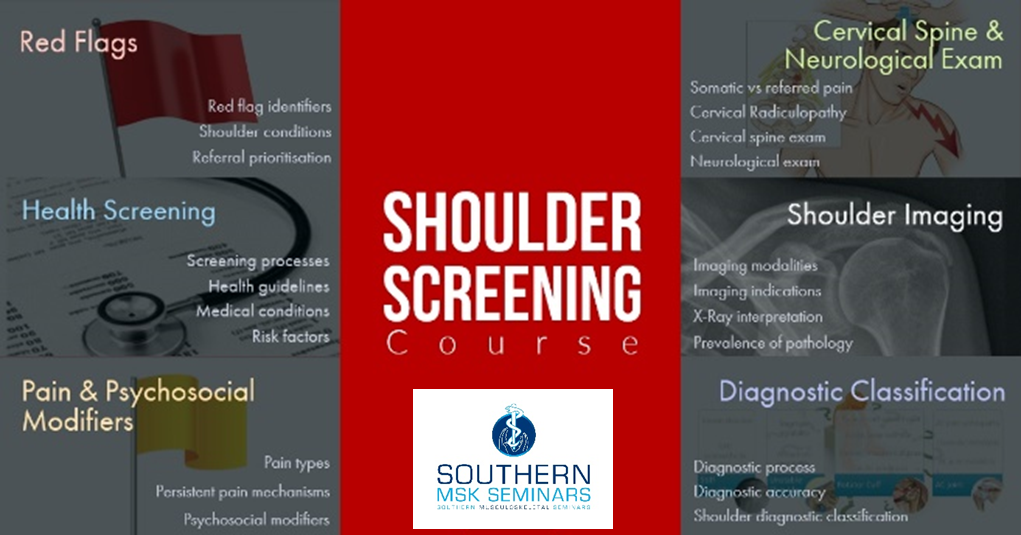 Red Flags
Red flag identifiers
Shoulder conditions
Referral prioritisation
Health Screening
Screening processes
Health guidelines
Medical conditions
Risk factors
Pain & Psychosocial
Modifiers
Pain types
Persistent pain mechanisms
Psychosocial modifiers
SHOULDER
SCREENING
Course
SOUTHERN
MSK SEMINARS
SOUTHERN MUSCULOSKELETAL SEMINARS
Cervical Spine &
Neurological Exam
Somatic vs referred pain
Cervical Radiculopathy
Cervical spine exam
Neurological exam
Shoulder Imaging
Imaging modalities
Imaging indications
X-Ray interpretation
Prevalence of pathology
Diagnostic Classification
Diagnostic process
Diagnostic accuracy
Shoulder diagnostic classification